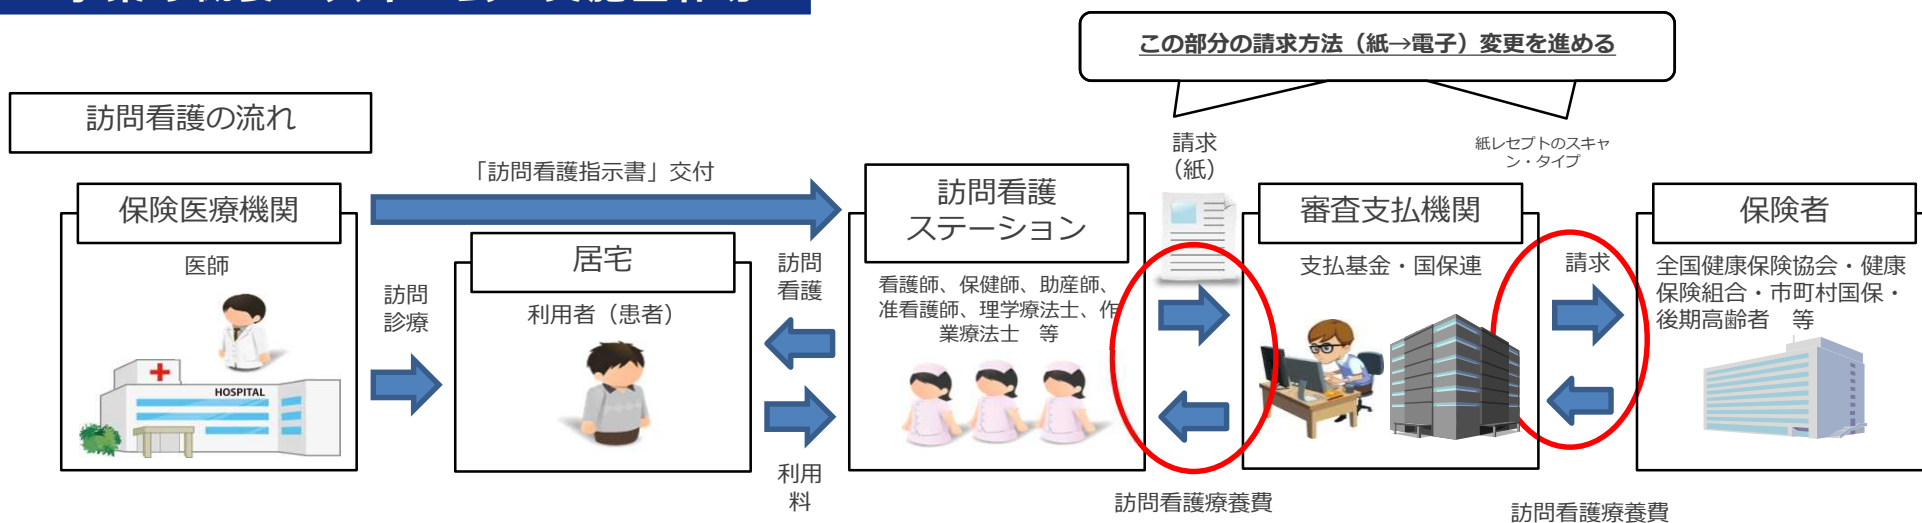 この部分の請求方法（紙→電子）変更を進める
訪問看護の流れ
「訪問看護指示書」交付
請求
（紙）
紙レセプトのスキャ
ン・タイプ
保険医療機関
医師
訪問
診療
HOSPITAL
居宅
利用者（患者）
訪問
看護
利用
料
訪問看護
ステーション
看護師、保健師、助産師、
准看護師、理学療法士、作
業療法士　等
訪問看護療養費
審査支払機関
支払基金・国保連
請求
訪問看護療養費
保険者
全国健康保険協会・健康
保険組合・市町村国保・
後期高齢者　等